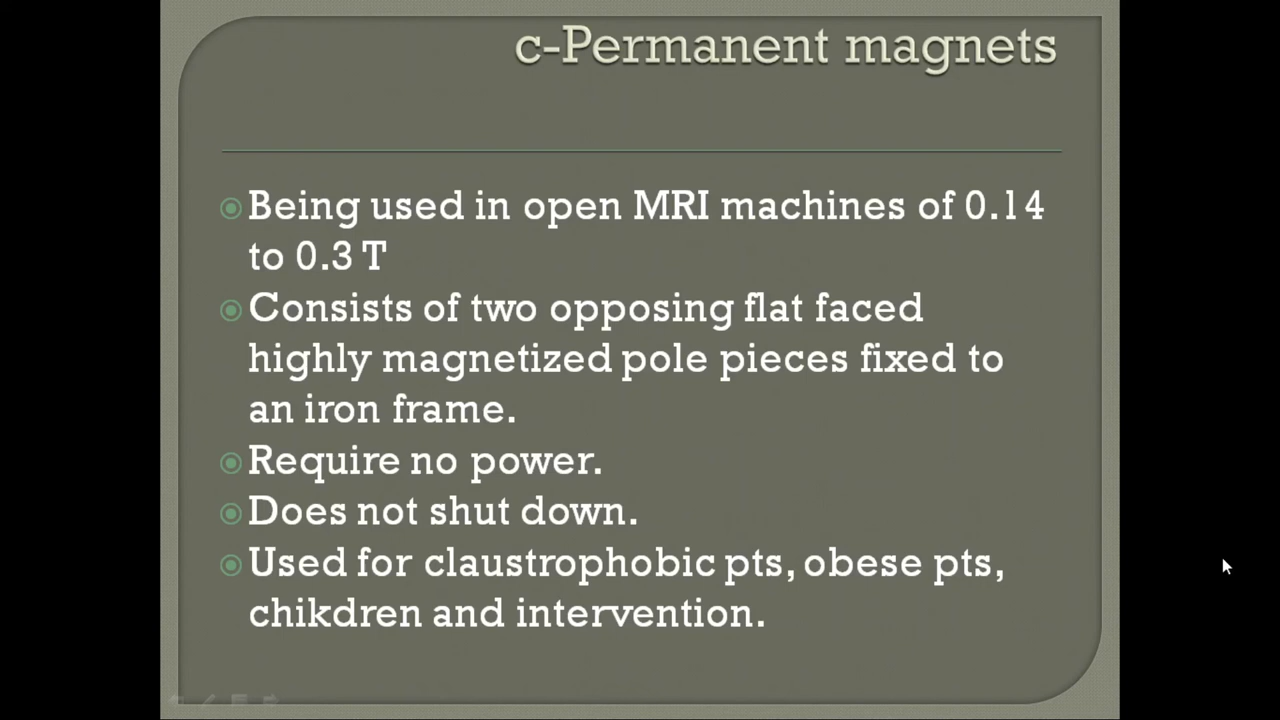 c-Permanent magnets
Being used in open MRI machines of 0.14
to 0.3 T
Consists of two opposing flat faced
highly magnetized pole pieces fixed to
an iron frame.
Require no power.
Does not shut down.
Used for claustrophobic pts, obese pts,
chikdren and intervention.